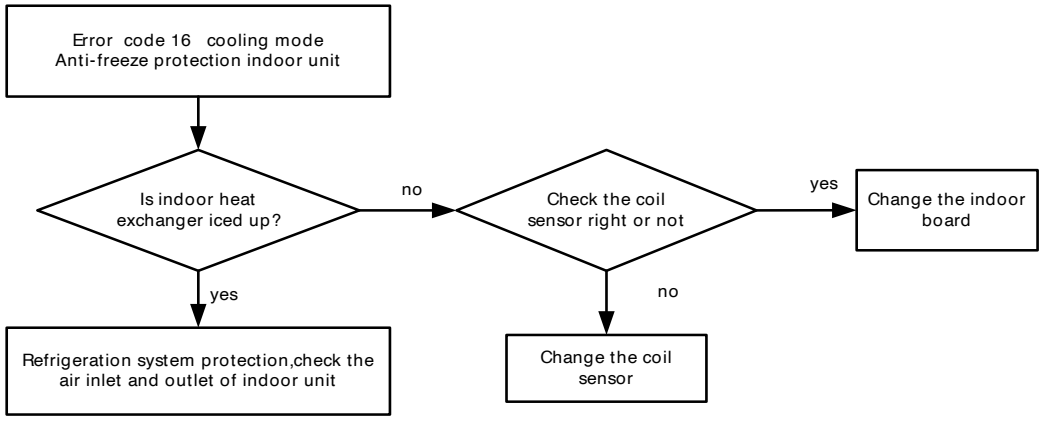 Error code 16 cooling mode
Anti-freeze protection indoor unit
Is indoor heat
exchanger iced up?
no
Check the coil
sensor right or not
yes
Change the indoor
board
yes
no
Refrigeration system protection,check the
air inlet and outlet of indoor unit
Change the coil
sensor